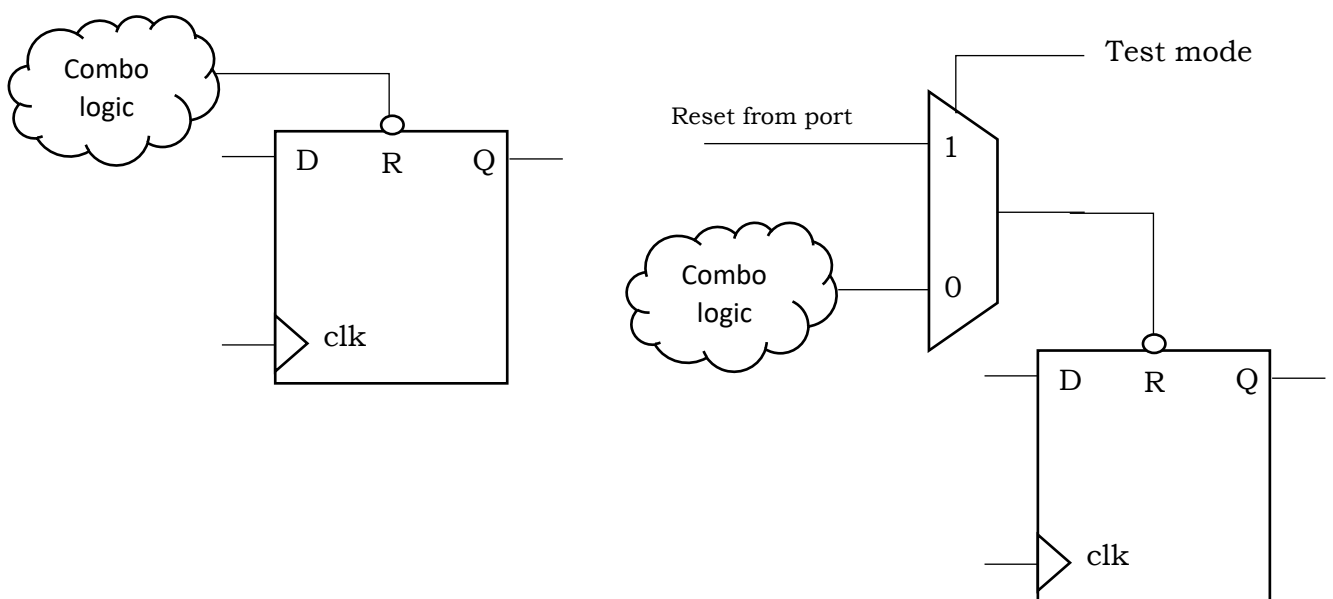 Combo
logic
D R Q
clk
Test mode
Reset from port
1
Combo
logic
0
D R Q
clk